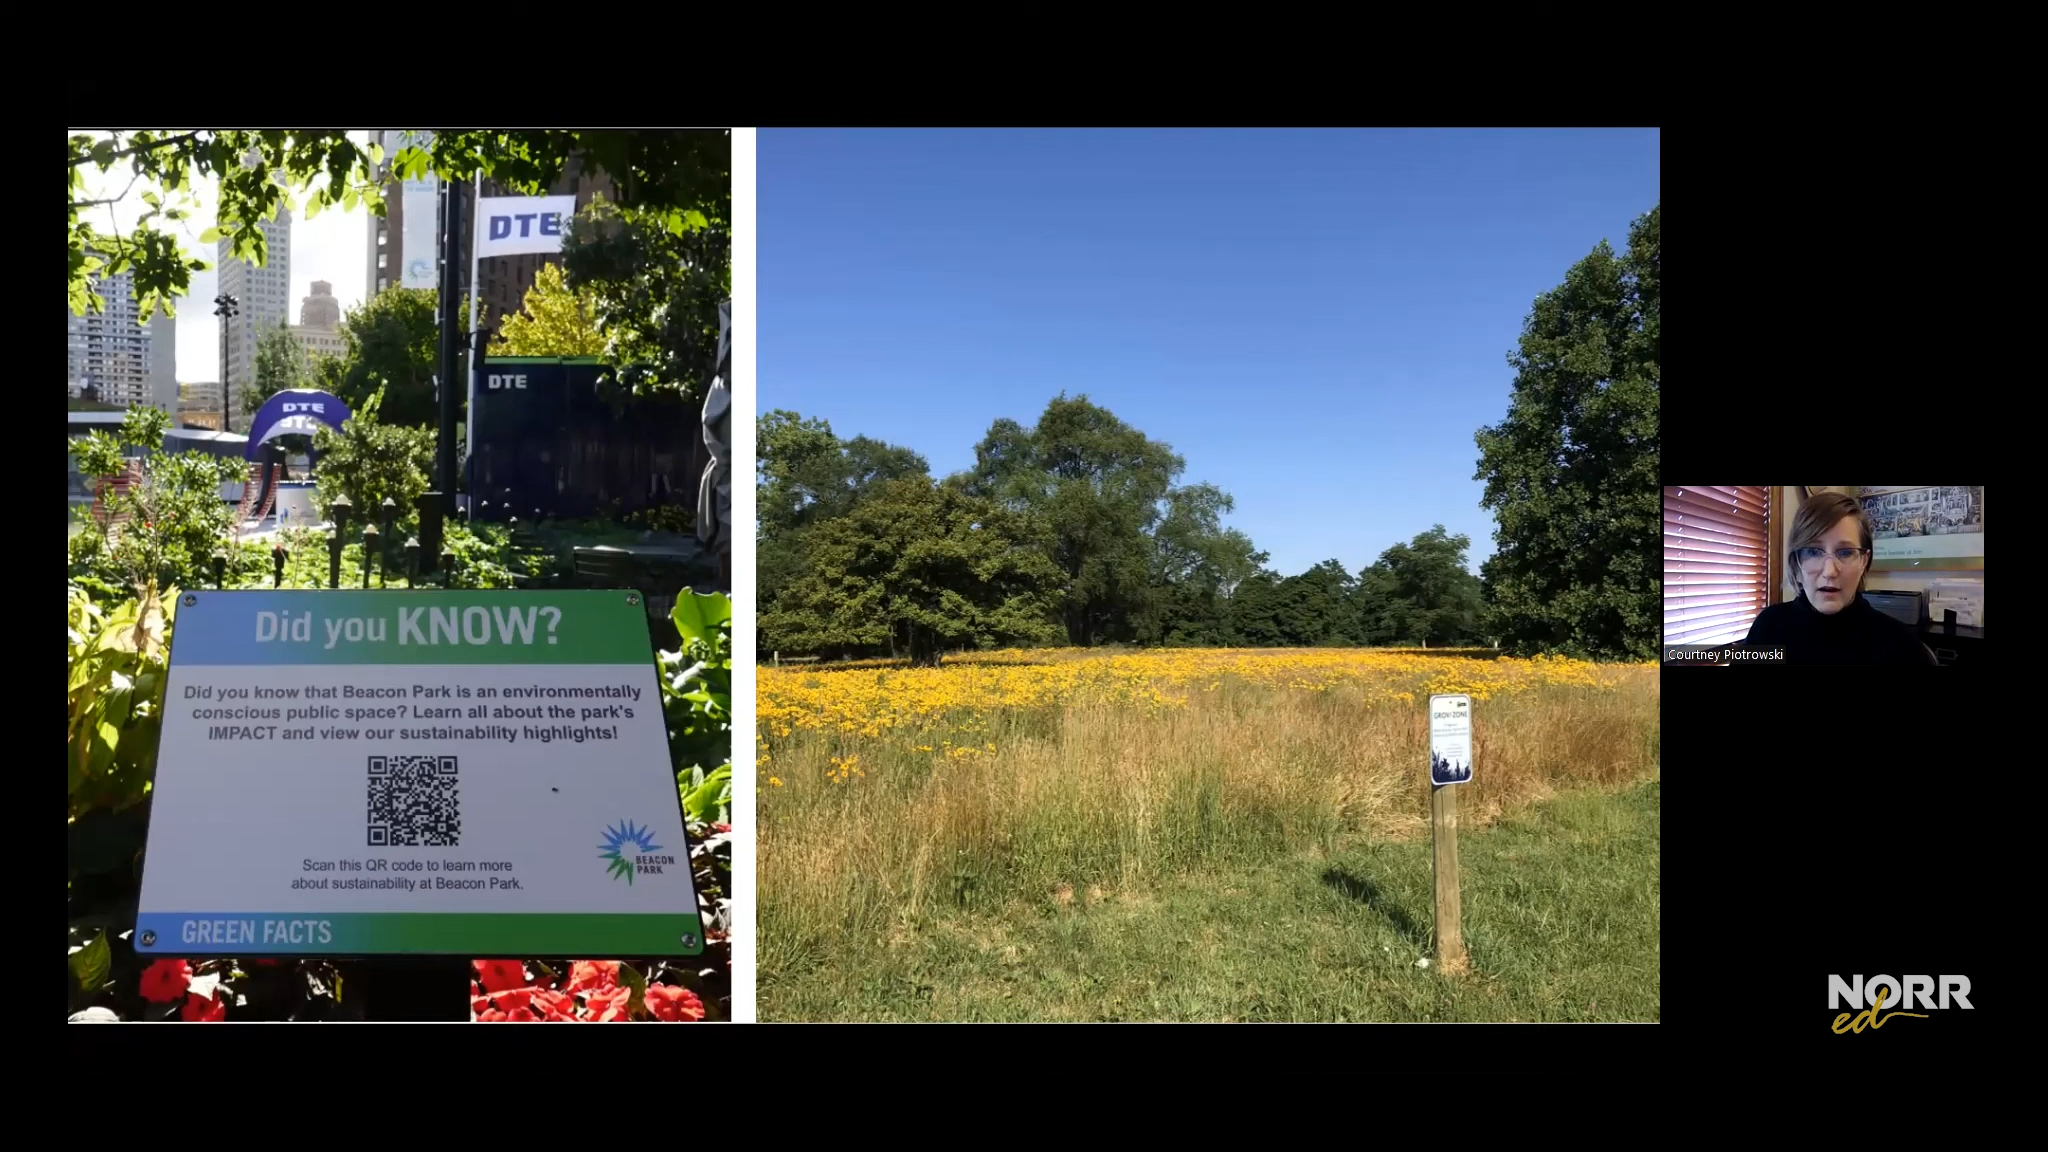 DTE
DTE
DTE
Did you KNOW?
Did you know that Beacon Park is an environmentally
conscious public space? Learn all about the park's
IMPACT and view our sustainability highlights!
Scan this QR code to learn more
about sustainability at Beacon Park.
BEACON
PARK
GREEN FACTS
GROW ZONE
Courtney Piotrowski
NORR
ed